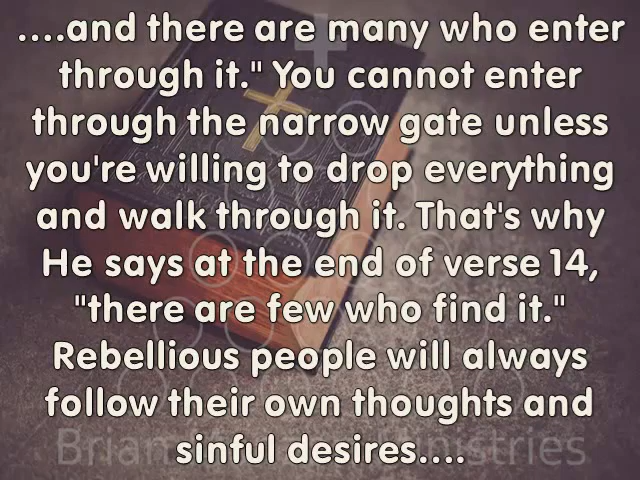 ....and there are many who enter
through it." You cannot enter
through the narrow gate unless
you're willing to drop everything
and walk through it. That's why
He says at the end of verse 14,
"there are few who find it."
Rebellious people will always
follow their own thoughts and
sinful desires....
Brian